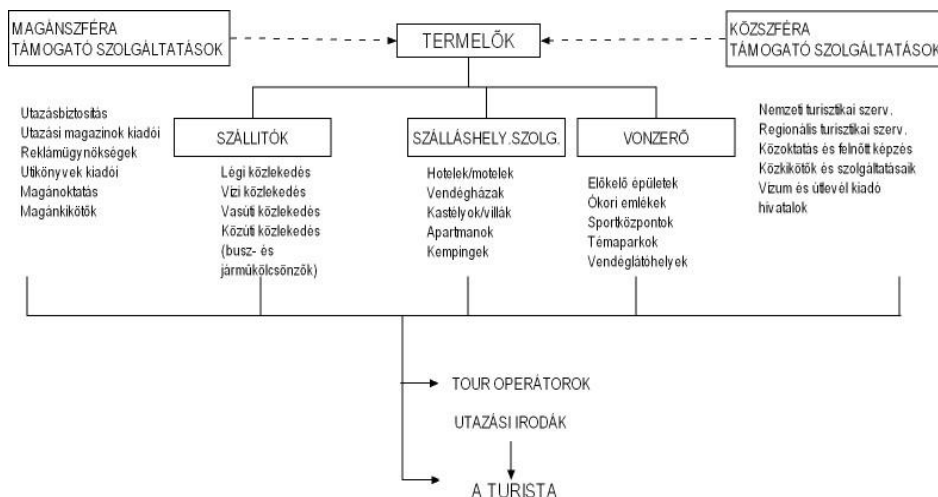 MAGÁNSZFÉRA
TÁMOGATÓ SZOLGÁLTATÁSOK
TERMELŐK
KÖZSZFÉRA
TÁMOGATÓ SZOLGÁLTATÁSOK
Utazásbiztosítás
Utazási magazinok kiadói
Reklámügynökségek
Utikönyvek kiadói
Magánoktatás
Magánkikötők
SZÁLLITÓK
Légi közlekedés
Vízi közlekedés
Vasúti közlekedés
Közúti közlekedés
(busz- és
járműkölcsönzők)
SZÁLLÁSHELY.SZOLG.
Hotelek/motelek
Vendégházak
Kastélyok/villák
Apartmanok
Kempingek
VONZERŐ
Előkelő épületek
Ókori emlékek
Sportközpontok
Témaparkok
Vendéglátóhelyek
Nemzeti turisztikai szerv.
Regionális turisztikai szerv.
Közoktatás és felnőtt képzés
Közkikötők és szolgáltatásaik
Vízum és útlevél kiadó
hivatalok
TOUR OPERÁTOROK
UTAZÁSI IRODÁK
A TURISTA